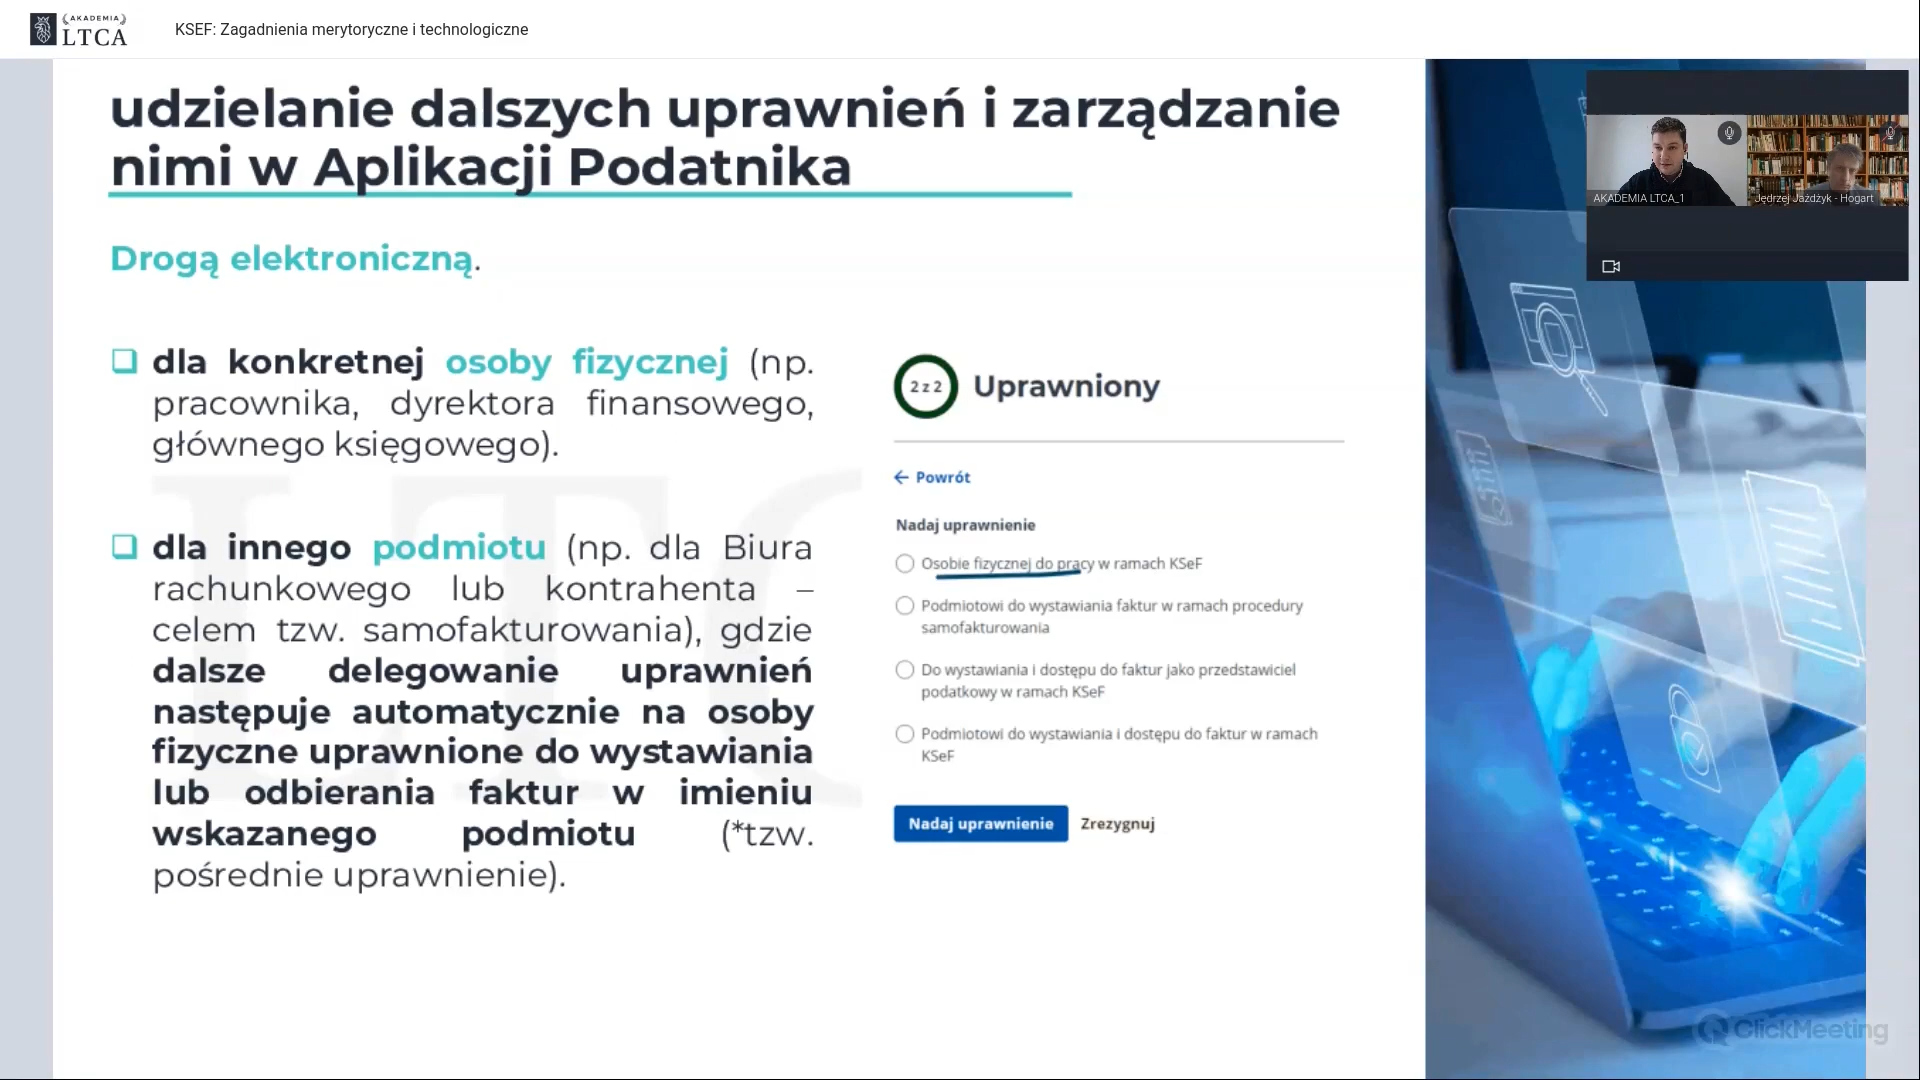 AKADEMIA
LTCA
KSEF: Zagadnienia merytoryczne i technologiczne
udzielanie dalszych uprawnień i zarządzanie
nimi w Aplikacji Podatnika
AKADEMIA LTCA_1
Jędrzej Jażdżyk - Hogart
Drogą elektroniczną.
❑ dla konkretnej osoby fizycznej (np.
pracownika, dyrektora finansowego,
głównego księgowego).
❑ dla innego podmiotu (np. dla Biura
rachunkowego lub kontrahenta –
celem tzw. samofakturowania), gdzie
dalsze delegowanie uprawnień
następuje automatycznie na osoby
fizyczne uprawnione do wystawiania
lub odbierania faktur w imieniu
wskazanego podmiotu (*tzw.
pośrednie uprawnienie).
2 z 2
Uprawniony
← Powrót
Nadaj uprawnienie
Osobie fizycznej do pracy w ramach KSeF
Podmiotowi do wystawiania faktur w ramach procedury
samofakturowania
Do wystawiania i dostępu do faktur jako przedstawiciel
podatkowy w ramach KSeF
Podmiotowi do wystawiania i dostępu do faktur w ramach
KSeF
Nadaj uprawnienie
Zrezygnuj
ClickMeeting